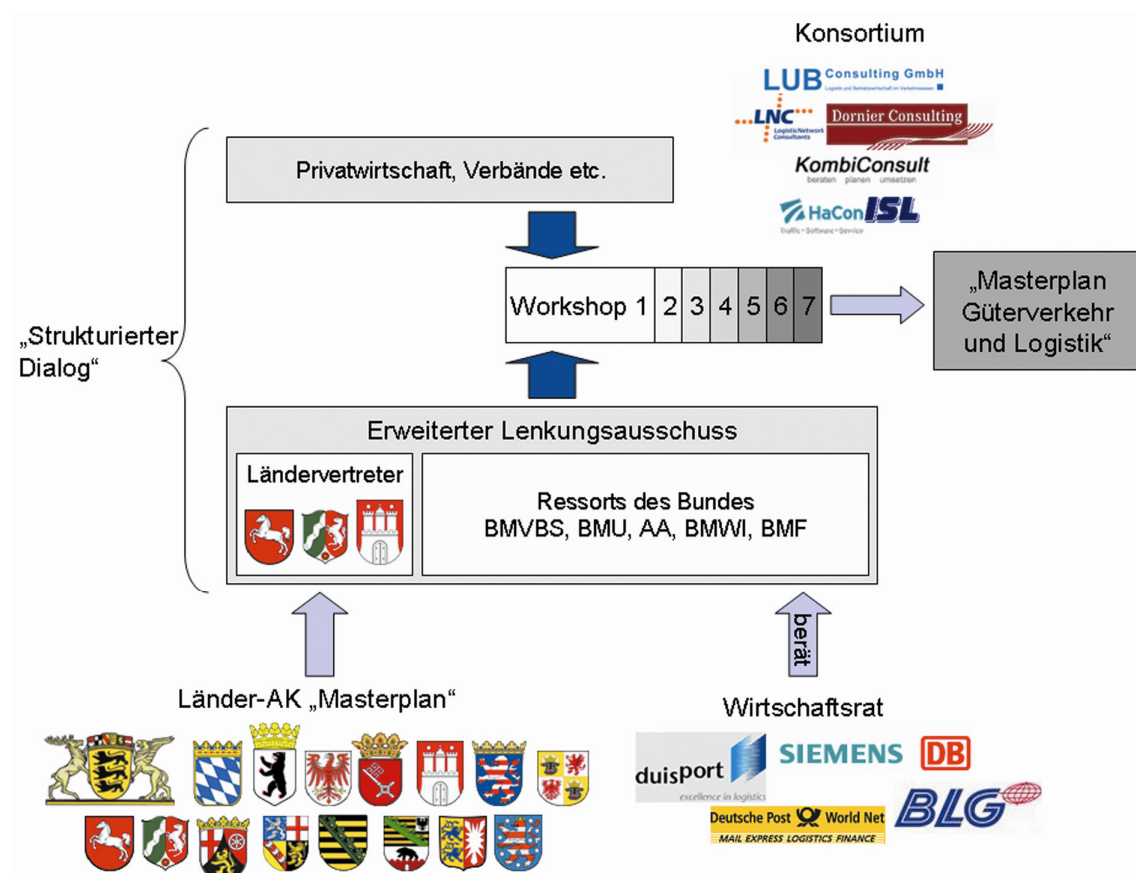 Konsortium
LUB Consulting GmbH
Logistik und Betriebswirtschaft im Verkehrswesen
LNC
LogisticNetwork
Consultants
Dornier Consulting
KombiConsult
beraten planen umsetzen
HaCon ISL
Traffic • Software • Service
Privatwirtschaft, Verbände etc.
Workshop 1 2 3 4 5 6 7
„Masterplan
Güterverkehr
und Logistik“
„Strukturierter
Dialog“
Erweiterter Lenkungsausschuss
Ländervertreter
Ressorts des Bundes
BMVBS, BMU, AA, BMWI, BMF
berät
Länder-AK „Masterplan“
Wirtschaftsrat
duisport
excellence in logistics
SIEMENS
DB
Deutsche Post World Net
MAIL EXPRESS LOGISTICS FINANCE
BLG